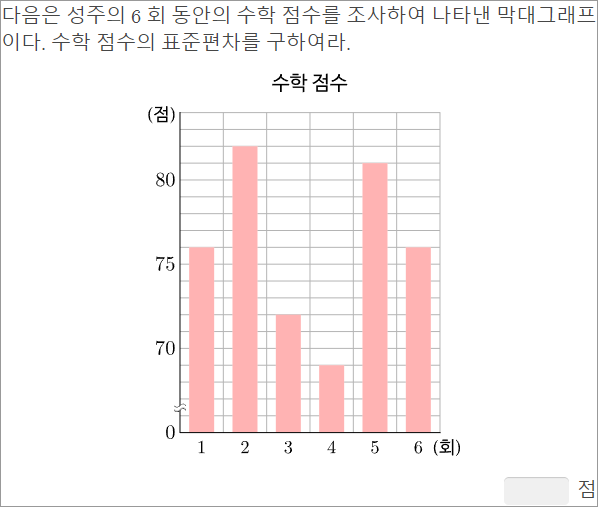 다음은 성주의 6 회 동안의 수학 점수를 조사하여 나타낸 막대그래프
이다. 수학 점수의 표준편차를 구하여라.
수학 점수
(점)
80
75
70
0
1 2 3 4 5 6 (회)
점